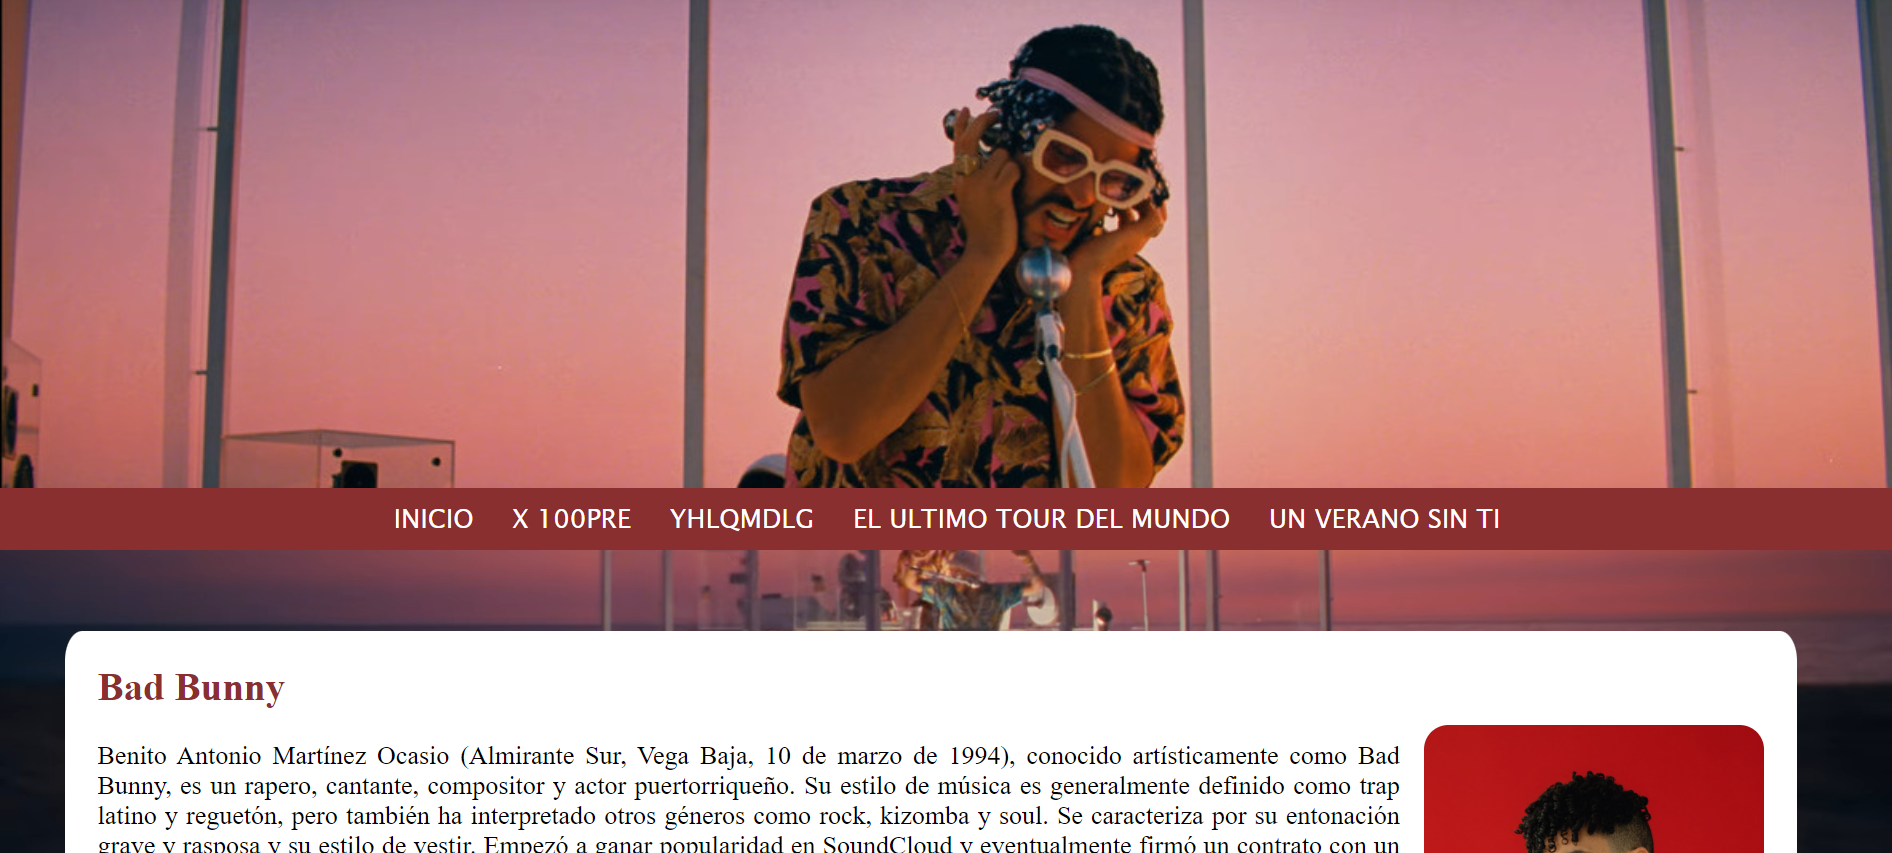 INICIO X 100PRE YHLQMDLG EL ULTIMO TOUR DEL MUNDO UN VERANO SIN TI
Bad Bunny
Benito Antonio Martínez Ocasio (Almirante Sur, Vega Baja, 10 de marzo de 1994), conocido artísticamente como Bad
Bunny, es un rapero, cantante, compositor y actor puertorriqueño. Su estilo de música es generalmente definido como trap
latino y reguetón, pero también ha interpretado otros géneros como rock, kizomba y soul. Se caracteriza por su entonación
grave y rasposa y su estilo de vestir. Empezó a ganar popularidad en SoundCloud y eventualmente firmó un contrato con un